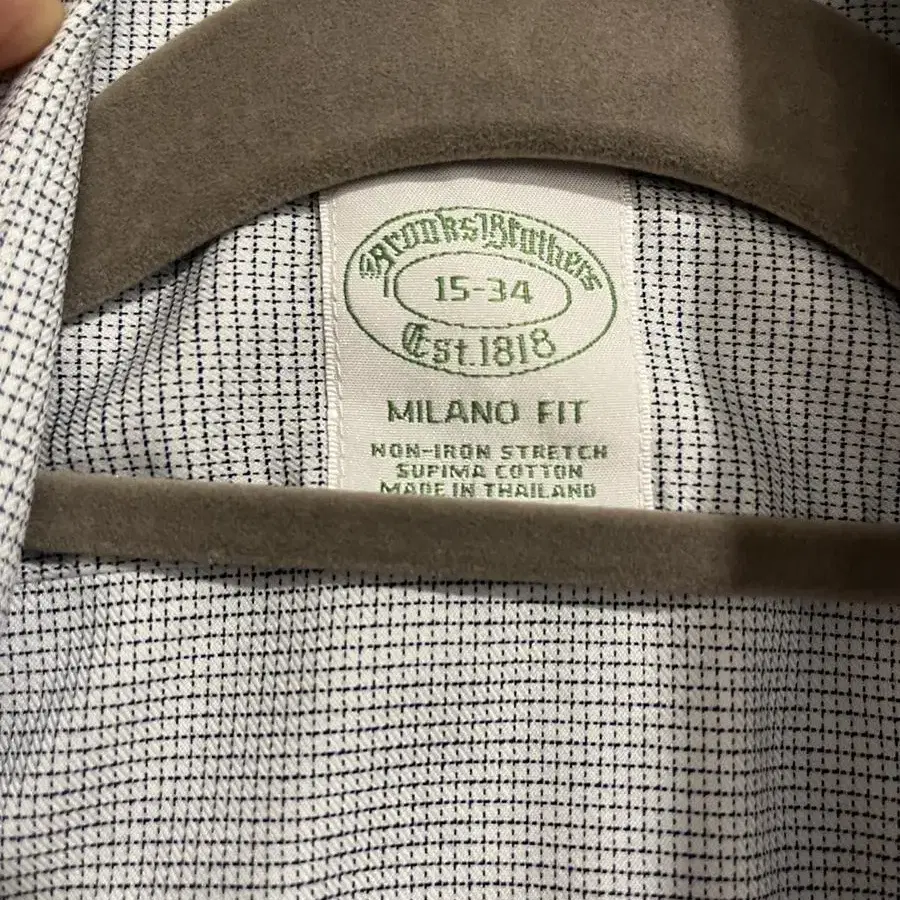 Brooks Brothers
15-34
Est.1818
MILANO FIT
NON-IRON STRETCH
SUPIMA COTTON
MADE IN THAILAND